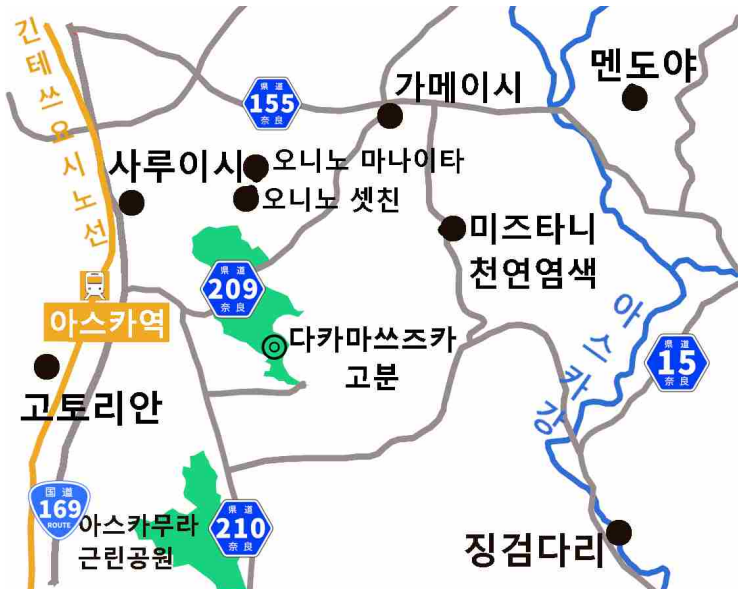 긴테쓰요시노선
県道
155
奈良
가메이시
멘도야
사루이시
오니노 마나이타
오니노 셋친
미즈타니
천연염색
県道
209
奈良
아스카역
다카마쓰즈카
고분
아스카강
県道
15
奈良
고토리안
国道
169
ROUTE
아스카무라
근린공원
県道
210
奈良
징검다리